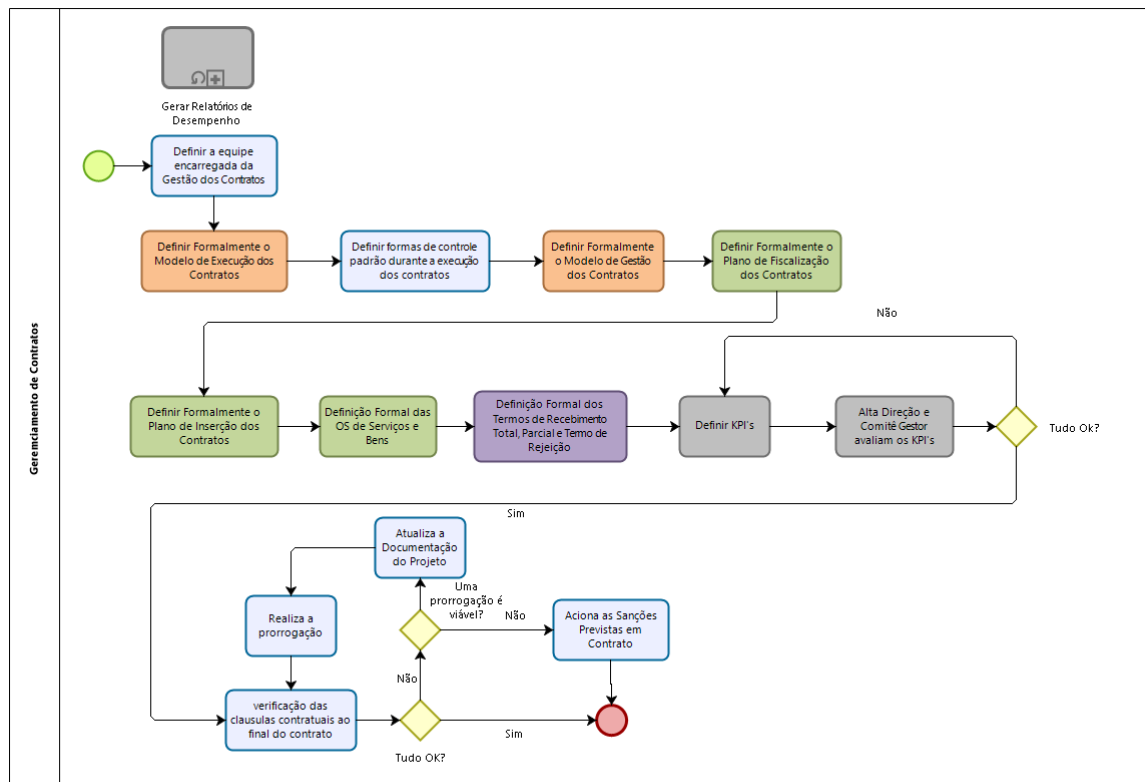 Geremciamento de Contratos
Gerar Relatórios de
Desempenho
Definir a equipe
encarregada da
Gestão dos Contratos
Definir Formalmente o
Modelo de Execução dos
Contratos
Definir formas de controle
padrão durante a execução
dos contratos
Definir Formalmente
o Modelo de Gestão
dos Contratos
Definir Formalmente o
Plano de Fiscalização
dos Contratos
Não
Definir Formalmente o
Plano de Inserção dos
Contratos
Definição Formal das
OS de Serviços e
Bens
Definição Formal dos
Termos de Recebimento
Total, Parcial e Termo de
Rejeição
Definir KPI's
Alta Direção e
Comitê Gestor
avaliam os KPI's
Tudo Ok?
Sim
Atualiza a
Documentação
do Projeto
Uma
prorrogação é
viável?
Não
Aciona as Sanções
Previstas em
Contrato
Realiza a
prorrogação
Não
verificação das
clausulas contratuais ao
final do contrato
Sim
Tudo OK?